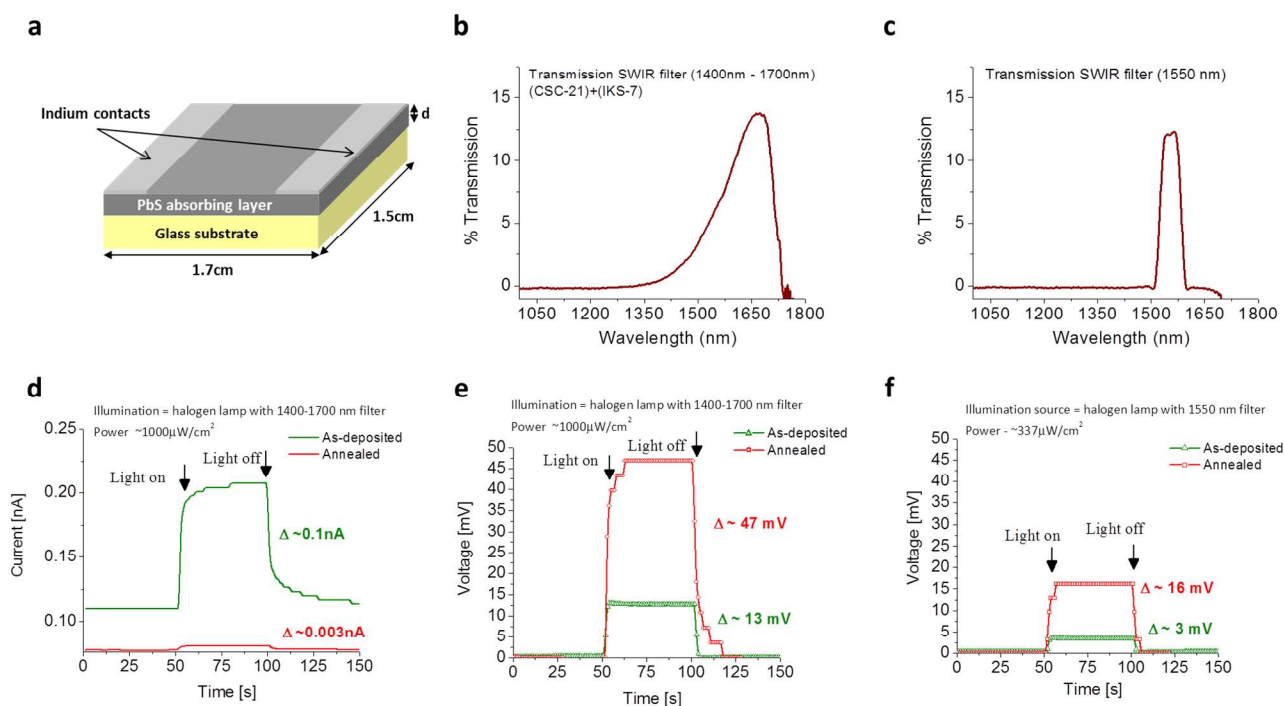 a
Indium contacts
d
PbS absorbing layer
Glass substrate
1.5cm
1.7cm
b
Transmission SWIR filter (1400nm - 1700nm)
(CSC-21)+(IKS-7)
% Transmission
15
10
5
0
1050 1200 1350 1500 1650 1800
Wavelength (nm)
c
Transmission SWIR filter (1550 nm)
% Transmission
15
10
5
0
1050 1200 1350 1500 1650 1800
Wavelength (nm)
d
Illumination = halogen lamp with 1400-1700 nm filter
Power ~1000µW/cm²
As-deposited
Annealed
Light on
Light off
Δ ~0.1nA
Δ ~0.003nA
Current [nA]
0.25
0.20
0.15
0.10
0 25 50 75 100 125 150
Time [s]
e
Illumination = halogen lamp with 1400-1700 nm filter
Power ~1000µW/cm²
As-deposited
Annealed
Light on
Light off
Δ ~ 47 mV
Δ ~ 13 mV
Voltage [mV]
50
45
40
35
30
25
20
15
10
5
0
0 25 50 75 100 125 150
Time [s]
f
Illumination source = halogen lamp with 1550 nm filter
Power - ~337µW/cm²
As-deposited
Annealed
Light on
Light off
Δ ~ 16 mV
Δ ~ 3 mV
Voltage [mV]
50
45
40
35
30
25
20
15
10
5
0
0 25 50 75 100 125 150
Time [s]